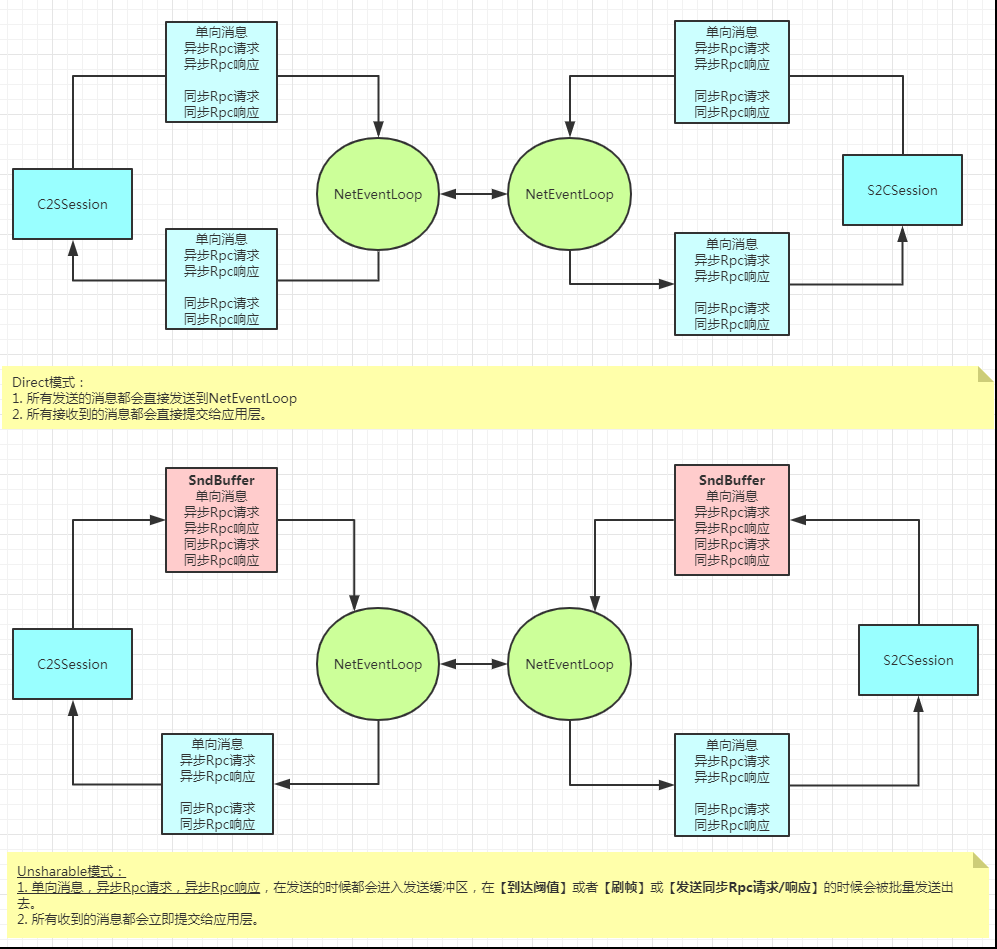 单向消息
异步Rpc请求
异步Rpc响应
同步Rpc请求
同步Rpc响应
单向消息
异步Rpc请求
异步Rpc响应
同步Rpc请求
同步Rpc响应
C2SSession
NetEventLoop
NetEventLoop
S2CSession
单向消息
异步Rpc请求
异步Rpc响应
同步Rpc请求
同步Rpc响应
单向消息
异步Rpc请求
异步Rpc响应
同步Rpc请求
同步Rpc响应
Direct模式：
1. 所有发送的消息都会直接发送到NetEventLoop
2. 所有接收到的消息都会直接提交给应用层。
SndBuffer
单向消息
异步Rpc请求
异步Rpc响应
同步Rpc请求
同步Rpc响应
SndBuffer
单向消息
异步Rpc请求
异步Rpc响应
同步Rpc请求
同步Rpc响应
C2SSession
NetEventLoop
NetEventLoop
S2CSession
单向消息
异步Rpc请求
异步Rpc响应
同步Rpc请求
同步Rpc响应
单向消息
异步Rpc请求
异步Rpc响应
同步Rpc请求
同步Rpc响应
Unsharable模式：
1. 单向消息，异步Rpc请求，异步Rpc响应，在发送的时候都会进入发送缓冲区，在【到达阈值】或者【刷帧】或【发送同步Rpc请求/响应】的时候会被批量发送出
去。
2. 所有收到的消息都会立即提交给应用层。